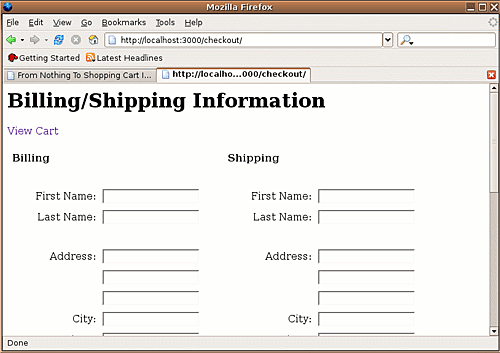 Mozilla Firefox
File Edit View Go Bookmarks Tools Help
http://localhost:3000/checkout/
Getting Started Latest Headlines
From Nothing To Shopping Cart I... http://localho...000/checkout/
Billing/Shipping Information
View Cart
Billing Shipping
First Name: First Name:
Last Name: Last Name:
Address: Address:
City: City:
Done